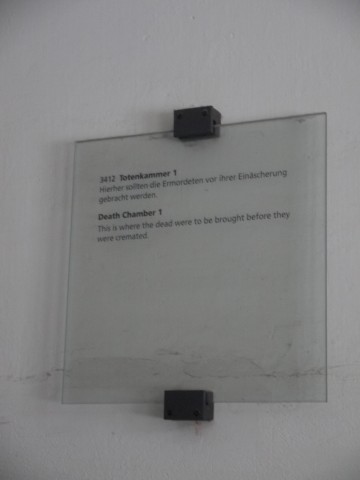 3412 Totenkammer 1
Hierher sollten die Ermordeten vor ihrer Einäscherung
gebracht werden.
Death Chamber 1
This is where the dead were to be brought before they
were cremated.